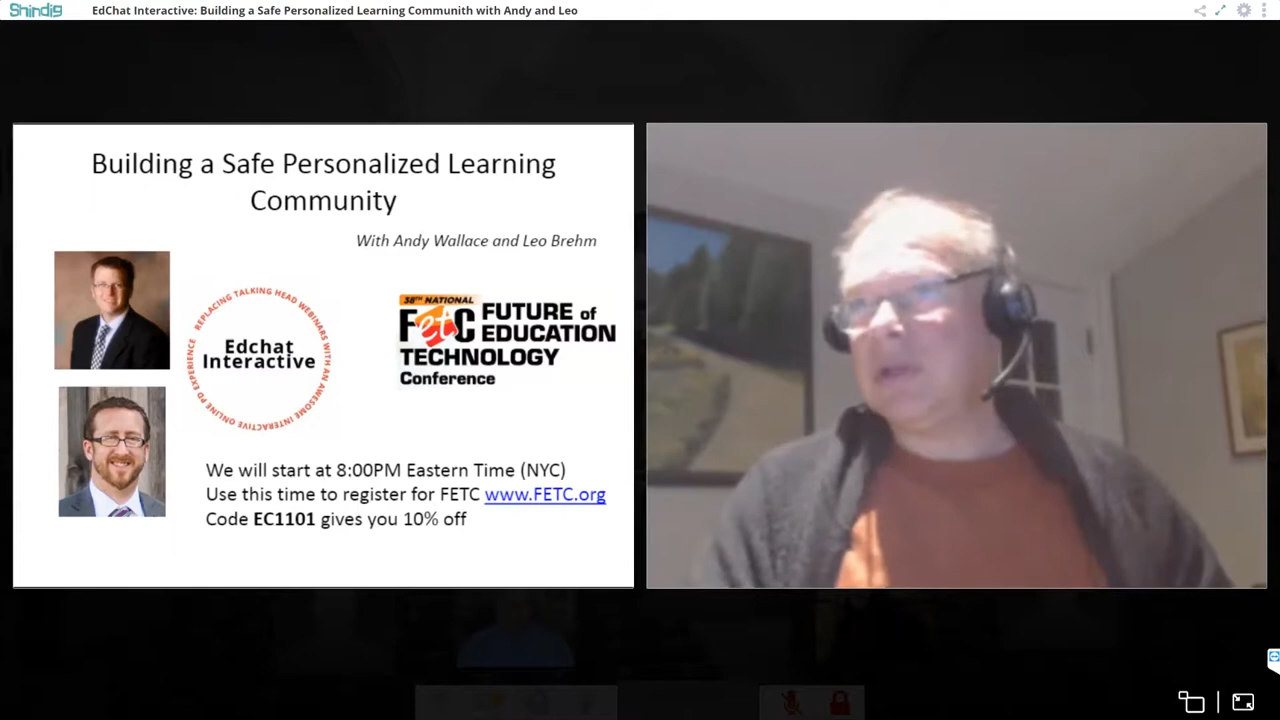 Shindig
EdChat Interactive: Building a Safe Personalized Learning Communith with Andy and Leo
Building a Safe Personalized Learning
Community
With Andy Wallace and Leo Brehm
REPLACING TALKING HEAD WEBINARS WITH AN AWESOME INTERACTIVE ONLINE PD EXPERIENCE
Edchat
Interactive
38TH NATIONAL
FETC FUTURE of
EDUCATION
TECHNOLOGY
Conference
We will start at 8:00PM Eastern Time (NYC)
Use this time to register for FETC www.FETC.org
Code EC1101 gives you 10% off